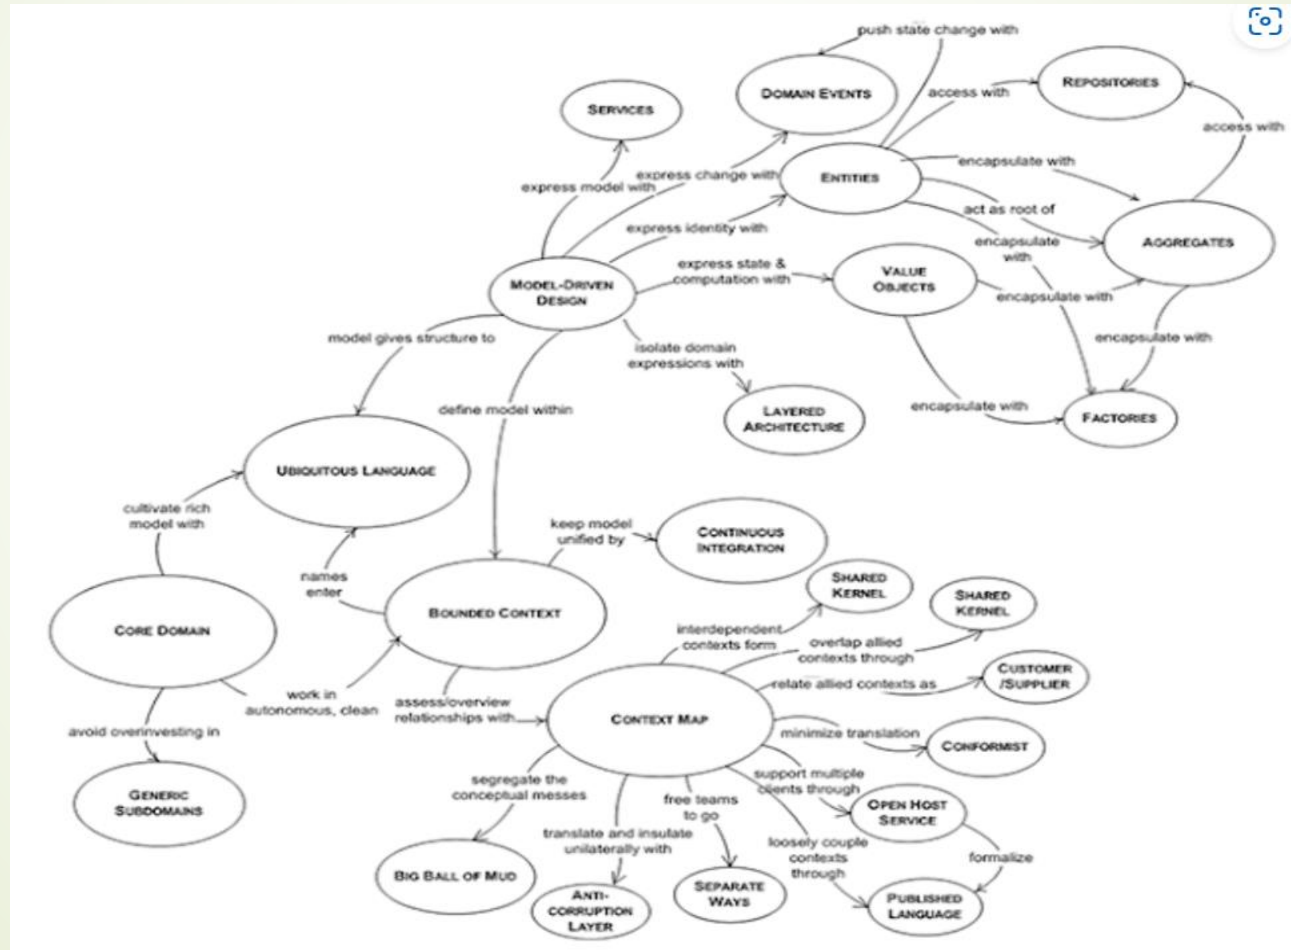 push state change with
DOMAIN EVENTS
REPOSITORIES
access with
SERVICES
access with
encapsulate with
express change with
express model with
ENTITIES
act as root of
express identity with
encapsulate
with
AGGREGATES
express state &
computation with
VALUE
OBJECTS
MODEL-DRIVEN
DESIGN
encapsulate with
model gives structure to
isolate domain
expressions with
encapsulate with
define model within
encapsulate with
LAYERED
ARCHITECTURE
FACTORIES
UBIQUITOUS LANGUAGE
cultivate rich
model with
keep model
unified by
CONTINUOUS
INTEGRATION
names
enter
SHARED
KERNEL
SHARED
KERNEL
BOUNDED CONTEXT
CORE DOMAIN
interdependent
contexts form
overlap allied
contexts through
CUSTOMER
/SUPPLIER
relate allied contexts as
work in
autonomous, clean
assess/overview
relationships with
CONTEXT MAP
avoid overinvesting in
minimize translation
CONFORMIST
segregate the
conceptual messes
support multiple
clients through
GENERIC
SUBDOMAINS
free teams
to go
OPEN HOST
SERVICE
translate and insulate
unilaterally with
loosely couple
contexts
through
formalize
BIG BALL OF MUD
ANTI-
CORRUPTION
LAYER
SEPARATE
WAYS
PUBLISHED
LANGUAGE